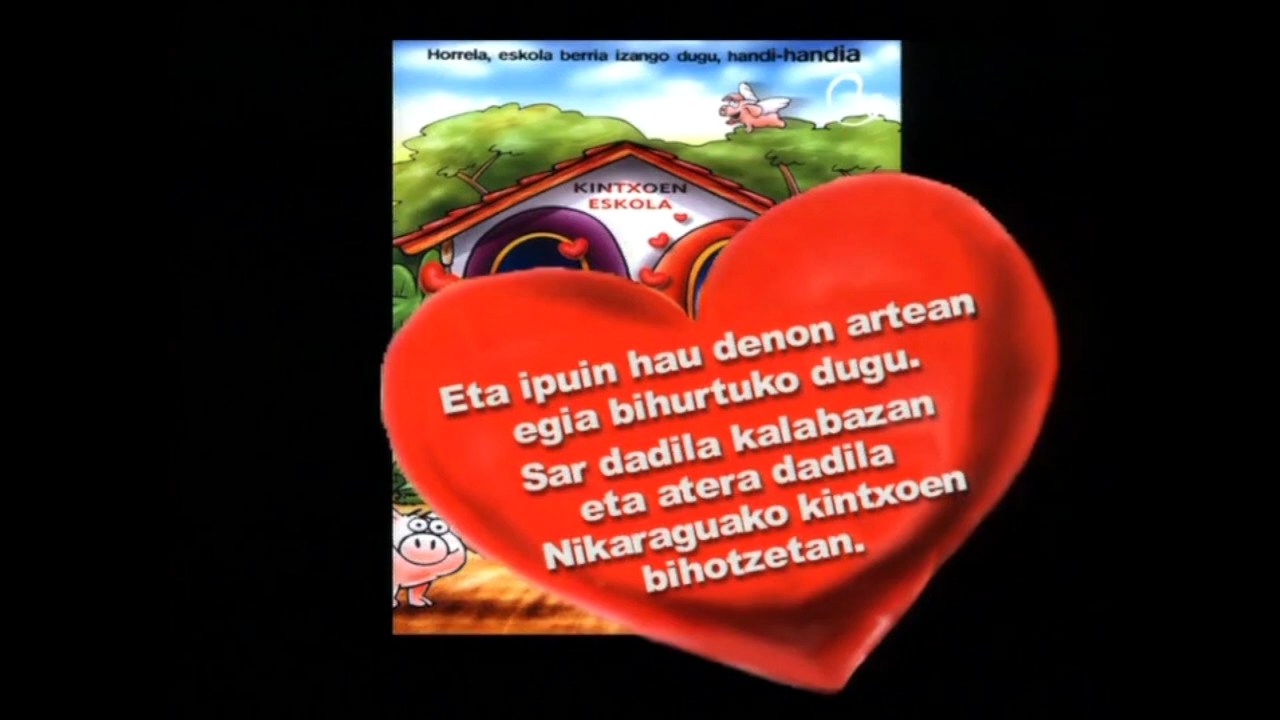 Horrela, eskola berria izango dugu, handi-handia
KINTXOEN
ESKOLA
Eta ipuin hau denon artean
egia bihurtuko dugu.
Sar dadila kalabazan
eta atera dadila
Nikaraguako kintxoen
bihotzetan.